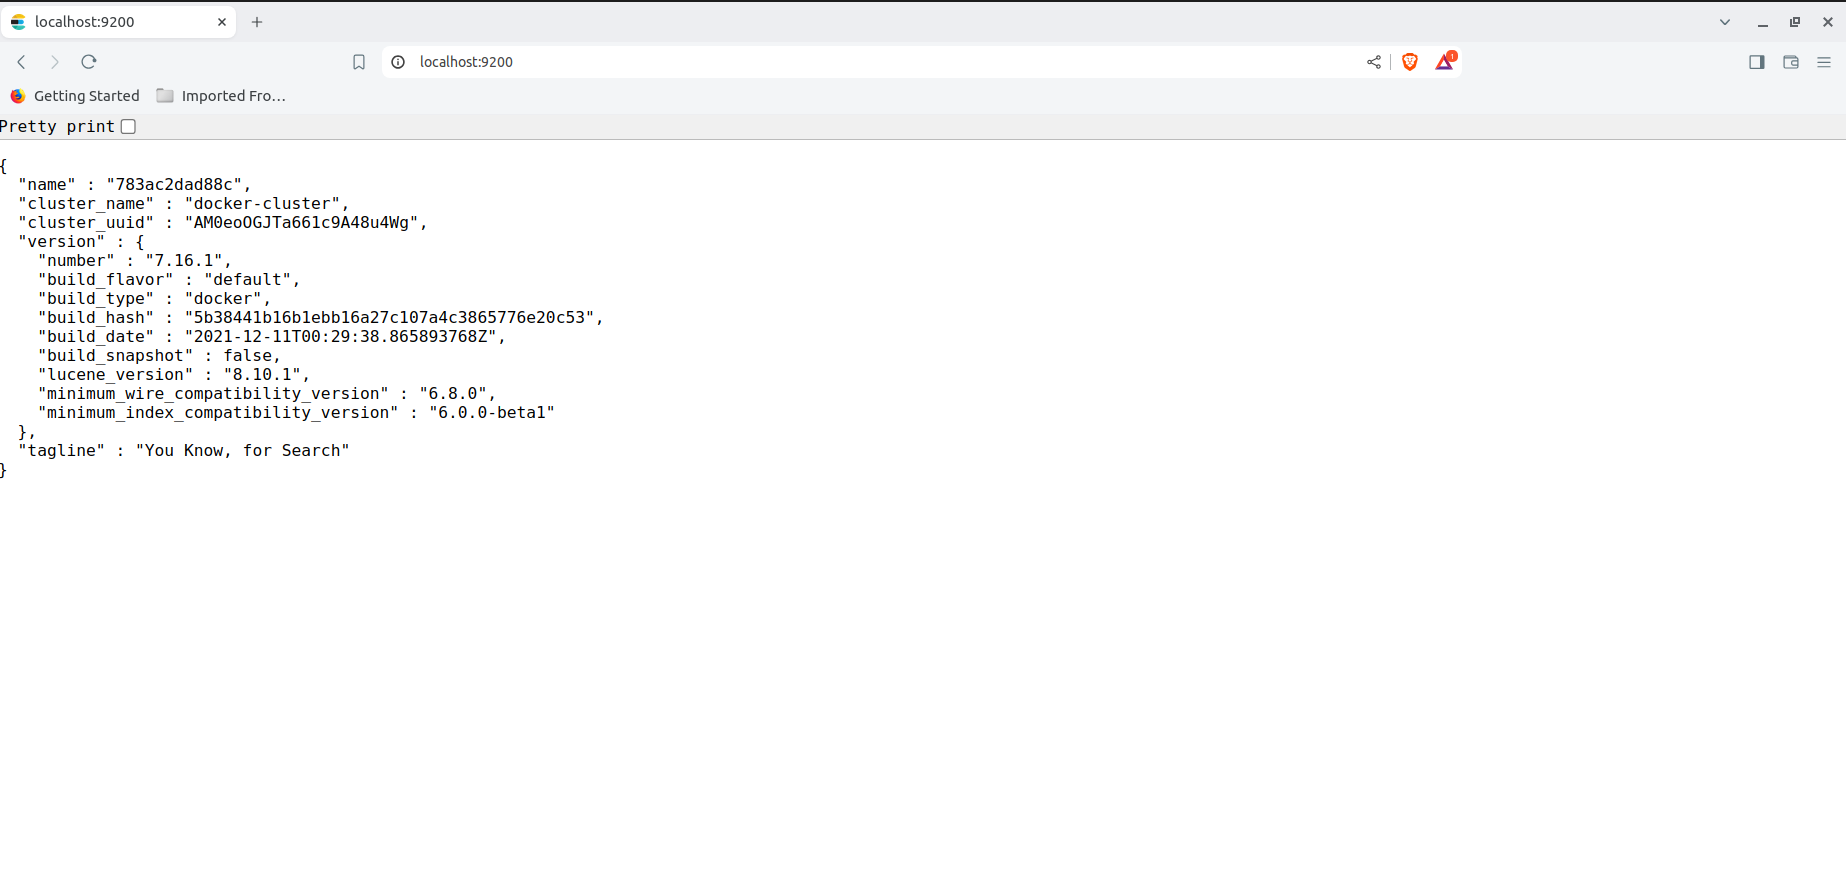 localhost:9200
localhost:9200
1
Getting Started Imported Fro...
Pretty print
{
  "name" : "783ac2dad88c",
  "cluster_name" : "docker-cluster",
  "cluster_uuid" : "AM0eoOGJTa661c9A48u4Wg",
  "version" : {
    "number" : "7.16.1",
    "build_flavor" : "default",
    "build_type" : "docker",
    "build_hash" : "5b38441b16b1ebb16a27c107a4c3865776e20c53",
    "build_date" : "2021-12-11T00:29:38.865893768Z",
    "build_snapshot" : false,
    "lucene_version" : "8.10.1",
    "minimum_wire_compatibility_version" : "6.8.0",
    "minimum_index_compatibility_version" : "6.0.0-beta1"
  },
  "tagline" : "You Know, for Search"
}